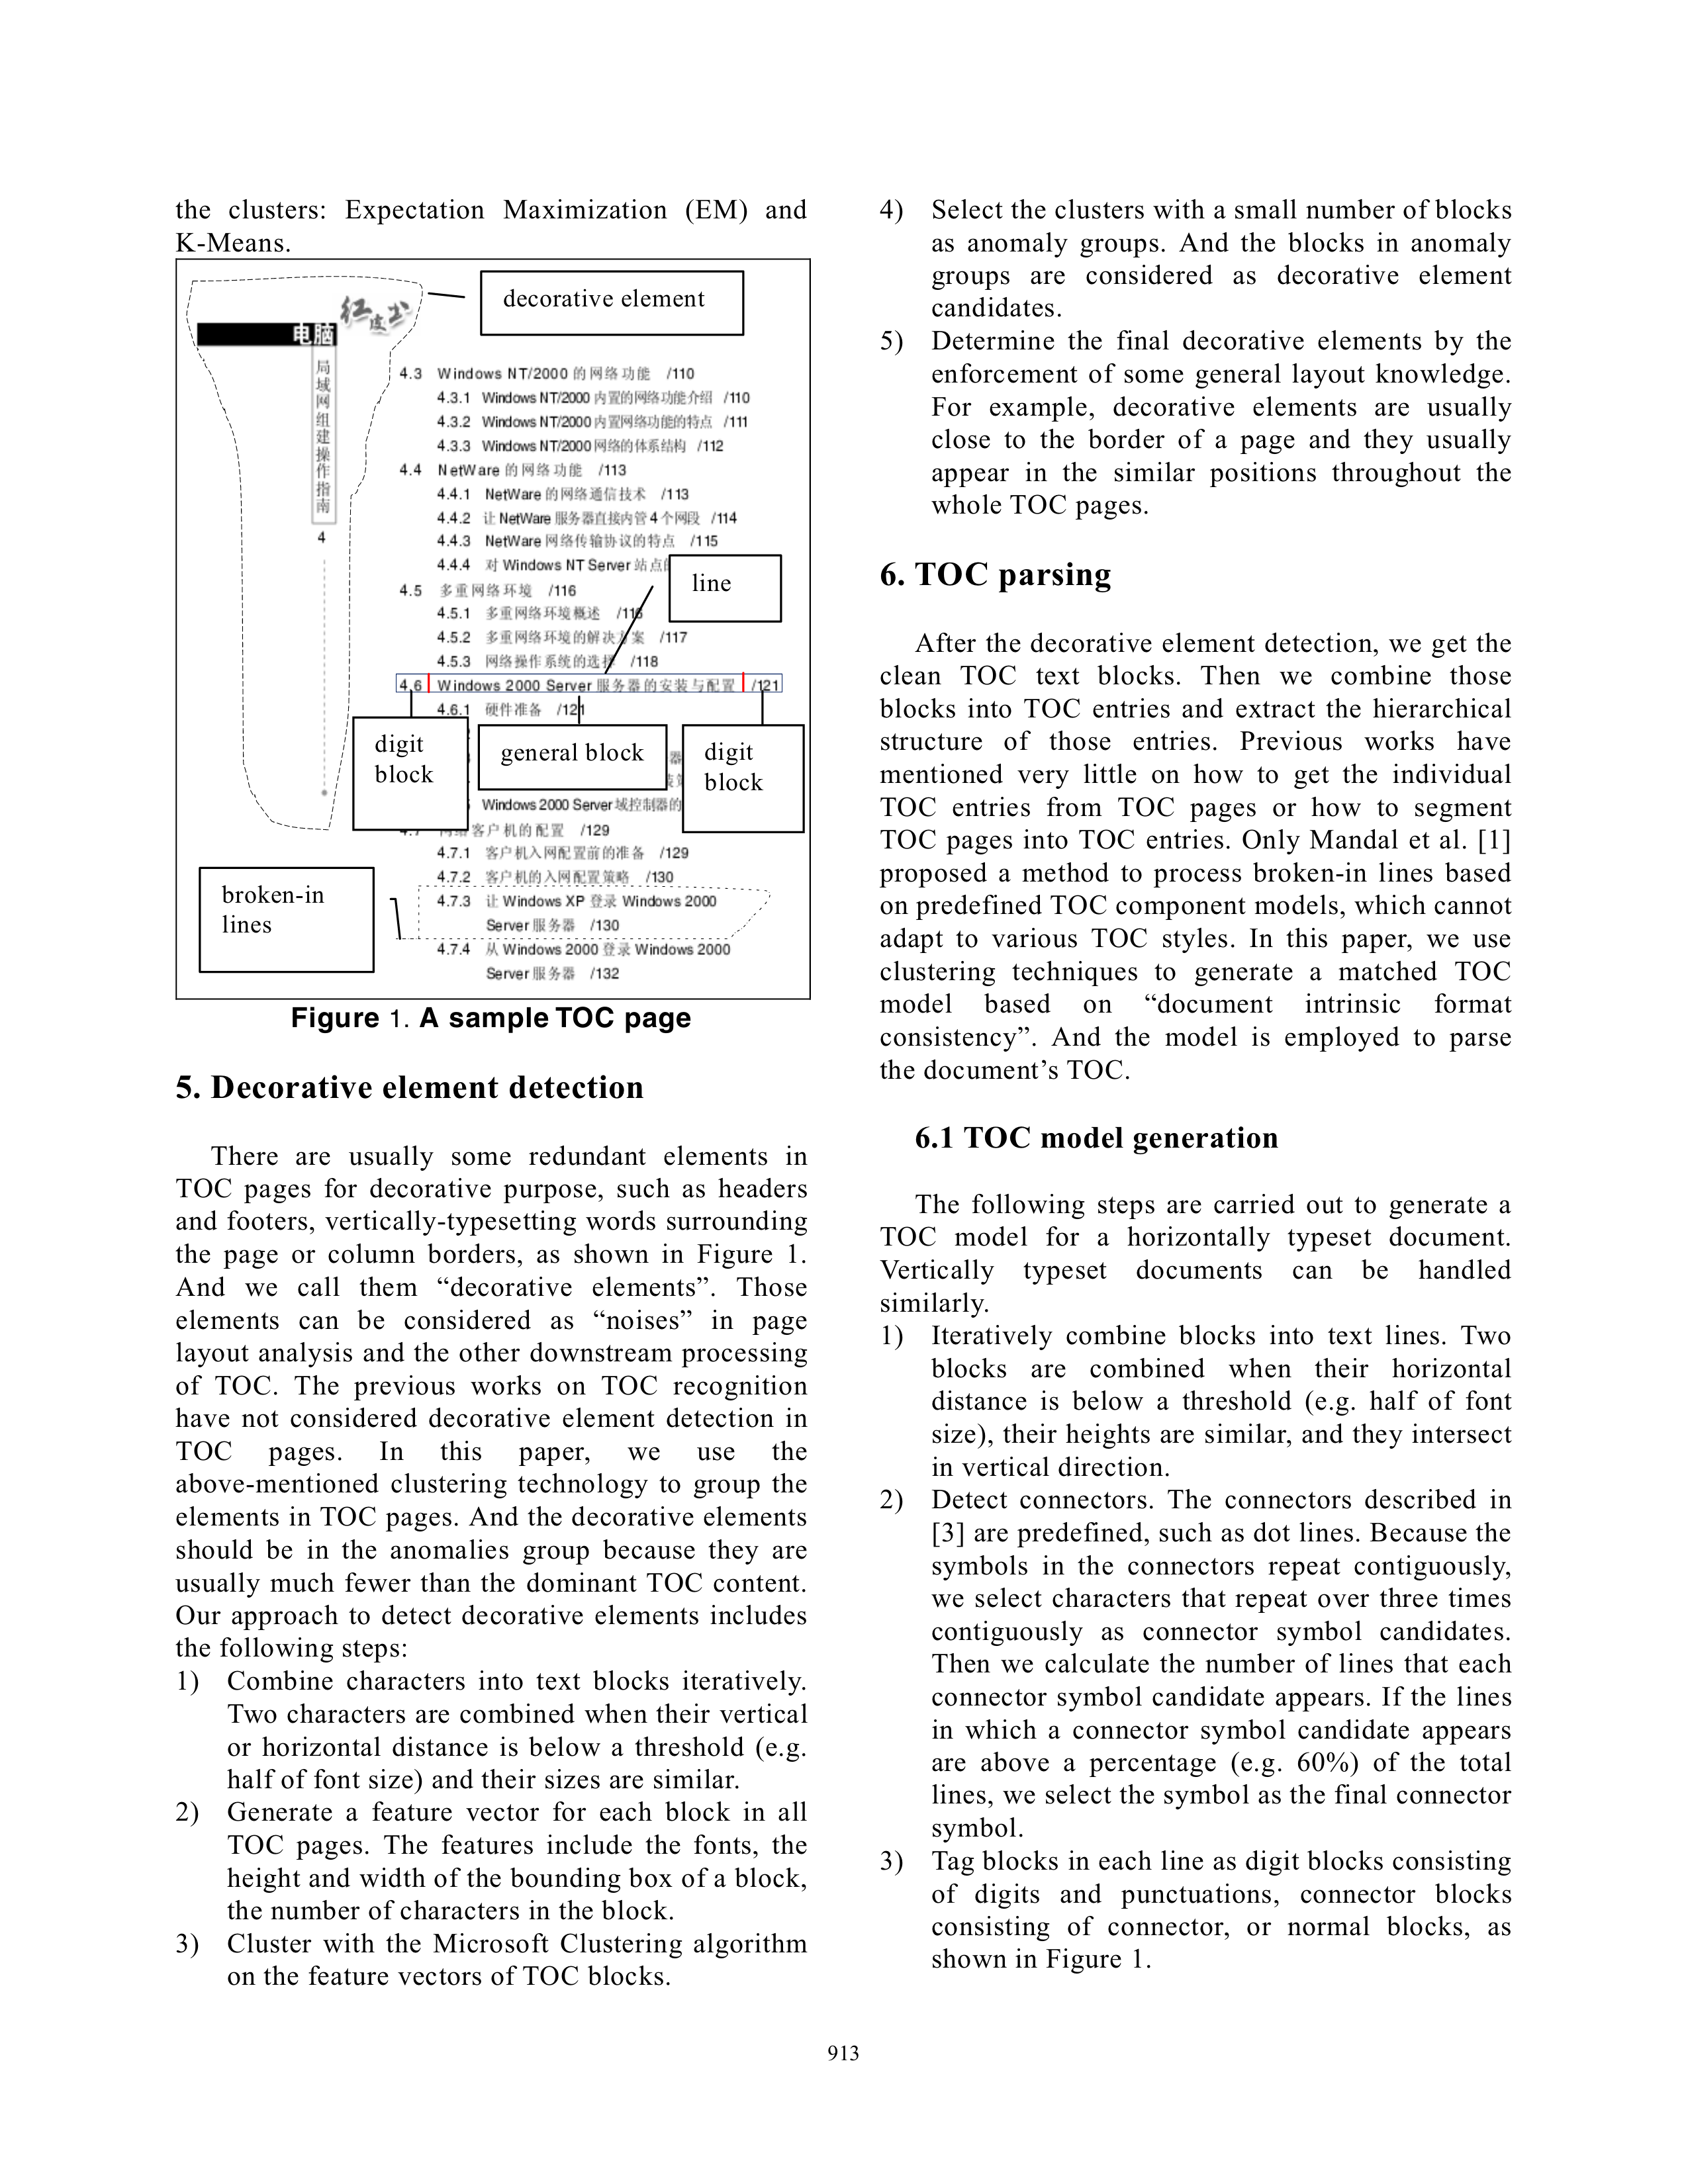 the clusters: Expectation Maximization (EM) and
K-Means.
decorative element
红皮书
电脑
局域网组建操作指南
4
4.3 Windows NT/2000 的网络功能 /110
4.3.1 Windows NT/2000 内置的网络功能介绍 /110
4.3.2 Windows NT/2000 内置网络功能的特点 /111
4.3.3 Windows NT/2000 网络的体系结构 /112
4.4 NetWare 的网络功能 /113
4.4.1 NetWare 的网络通信技术 /113
4.4.2 让 NetWare 服务器直接内管 4 个网段 /114
4.4.3 NetWare 网络传输协议的特点 /115
4.4.4 对 Windows NT Server 站点
line
4.5 多重网络环境 /116
4.5.1 多重网络环境概述 /116
4.5.2 多重网络环境的解决方案 /117
4.5.3 网络操作系统的选择 /118
4.6 Windows 2000 Server 服务器的安装与配置 /121
4.6.1 硬件准备 /121
digit
block
general block
器
digit
block
Windows 2000 Server 域控制器的
客户机的配置 /129
4.7.1 客户机入网配置前的准备 /129
4.7.2 客户机的入网配置策略 /130
broken-in
lines
4.7.3 让 Windows XP 登录 Windows 2000
Server 服务器 /130
4.7.4 从 Windows 2000 登录 Windows 2000
Server 服务器 /132
Figure 1. A sample TOC page
5. Decorative element detection
There are usually some redundant elements in
TOC pages for decorative purpose, such as headers
and footers, vertically-typesetting words surrounding
the page or column borders, as shown in Figure 1.
And we call them “decorative elements”. Those
elements can be considered as “noises” in page
layout analysis and the other downstream processing
of TOC. The previous works on TOC recognition
have not considered decorative element detection in
TOC pages. In this paper, we use the
above-mentioned clustering technology to group the
elements in TOC pages. And the decorative elements
should be in the anomalies group because they are
usually much fewer than the dominant TOC content.
Our approach to detect decorative elements includes
the following steps:
1) Combine characters into text blocks iteratively.
Two characters are combined when their vertical
or horizontal distance is below a threshold (e.g.
half of font size) and their sizes are similar.
2) Generate a feature vector for each block in all
TOC pages. The features include the fonts, the
height and width of the bounding box of a block,
the number of characters in the block.
3) Cluster with the Microsoft Clustering algorithm
on the feature vectors of TOC blocks.
4) Select the clusters with a small number of blocks
as anomaly groups. And the blocks in anomaly
groups are considered as decorative element
candidates.
5) Determine the final decorative elements by the
enforcement of some general layout knowledge.
For example, decorative elements are usually
close to the border of a page and they usually
appear in the similar positions throughout the
whole TOC pages.
6. TOC parsing
After the decorative element detection, we get the
clean TOC text blocks. Then we combine those
blocks into TOC entries and extract the hierarchical
structure of those entries. Previous works have
mentioned very little on how to get the individual
TOC entries from TOC pages or how to segment
TOC pages into TOC entries. Only Mandal et al. [1]
proposed a method to process broken-in lines based
on predefined TOC component models, which cannot
adapt to various TOC styles. In this paper, we use
clustering techniques to generate a matched TOC
model based on “document intrinsic format
consistency”. And the model is employed to parse
the document’s TOC.
6.1 TOC model generation
The following steps are carried out to generate a
TOC model for a horizontally typeset document.
Vertically typeset documents can be handled
similarly.
1) Iteratively combine blocks into text lines. Two
blocks are combined when their horizontal
distance is below a threshold (e.g. half of font
size), their heights are similar, and they intersect
in vertical direction.
2) Detect connectors. The connectors described in
[3] are predefined, such as dot lines. Because the
symbols in the connectors repeat contiguously,
we select characters that repeat over three times
contiguously as connector symbol candidates.
Then we calculate the number of lines that each
connector symbol candidate appears. If the lines
in which a connector symbol candidate appears
are above a percentage (e.g. 60%) of the total
lines, we select the symbol as the final connector
symbol.
3) Tag blocks in each line as digit blocks consisting
of digits and punctuations, connector blocks
consisting of connector, or normal blocks, as
shown in Figure 1.
913